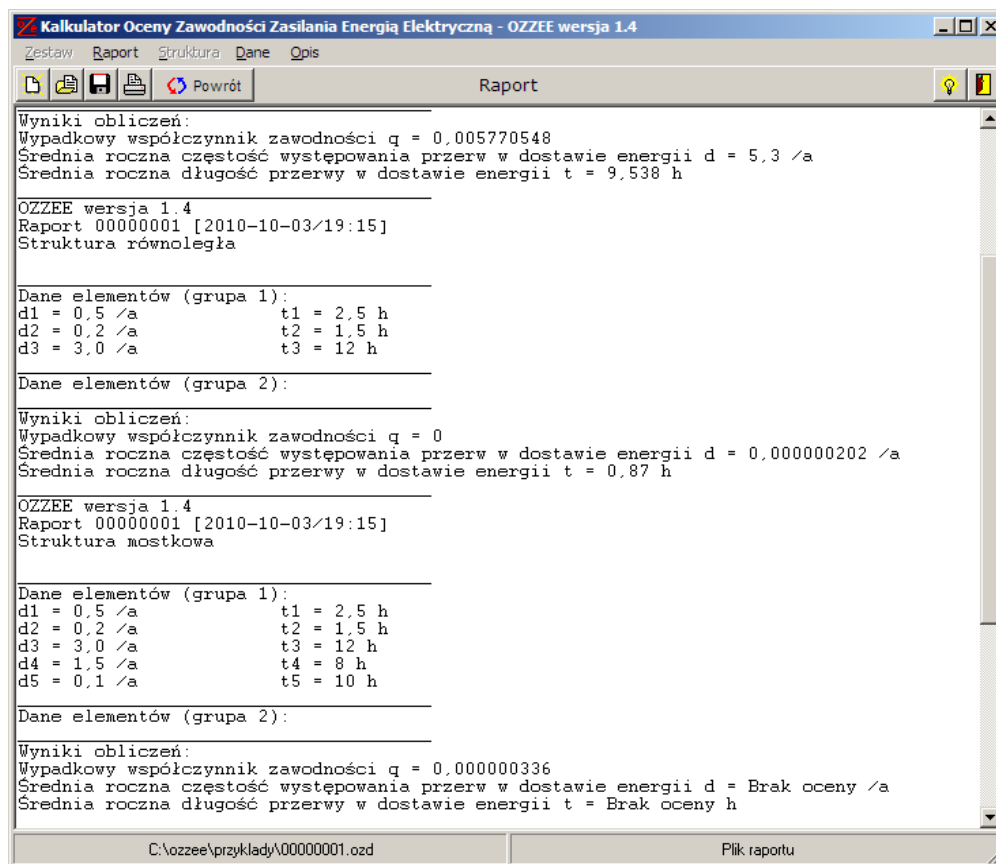 Kalkulator Oceny Zawodności Zasilania Energią Elektryczną - OZZEE wersja 1.4
Zestaw Raport Struktura Dane Opis
Powrót Raport
Wyniki obliczeń:
Wypadkowy współczynnik zawodności q = 0,005770548
Średnia roczna częstość występowania przerw w dostawie energii d = 5,3 /a
Średnia roczna długość przerwy w dostawie energii t = 9,538 h
OZZEE wersja 1.4
Raport 00000001 [2010-10-03/19:15]
Struktura równoległa
Dane elementów (grupa 1):
d1 = 0,5 /a t1 = 2,5 h
d2 = 0,2 /a t2 = 1,5 h
d3 = 3,0 /a t3 = 12 h
Dane elementów (grupa 2):
Wyniki obliczeń:
Wypadkowy współczynnik zawodności q = 0
Średnia roczna częstość występowania przerw w dostawie energii d = 0,000000202 /a
Średnia roczna długość przerwy w dostawie energii t = 0,87 h
OZZEE wersja 1.4
Raport 00000001 [2010-10-03/19:15]
Struktura mostkowa
Dane elementów (grupa 1):
d1 = 0,5 /a t1 = 2,5 h
d2 = 0,2 /a t2 = 1,5 h
d3 = 3,0 /a t3 = 12 h
d4 = 1,5 /a t4 = 8 h
d5 = 0,1 /a t5 = 10 h
Dane elementów (grupa 2):
Wyniki obliczeń:
Wypadkowy współczynnik zawodności q = 0,000000336
Średnia roczna częstość występowania przerw w dostawie energii d = Brak oceny /a
Średnia roczna długość przerwy w dostawie energii t = Brak oceny h
C:\ozzee\przyklady\00000001.ozd Plik raportu